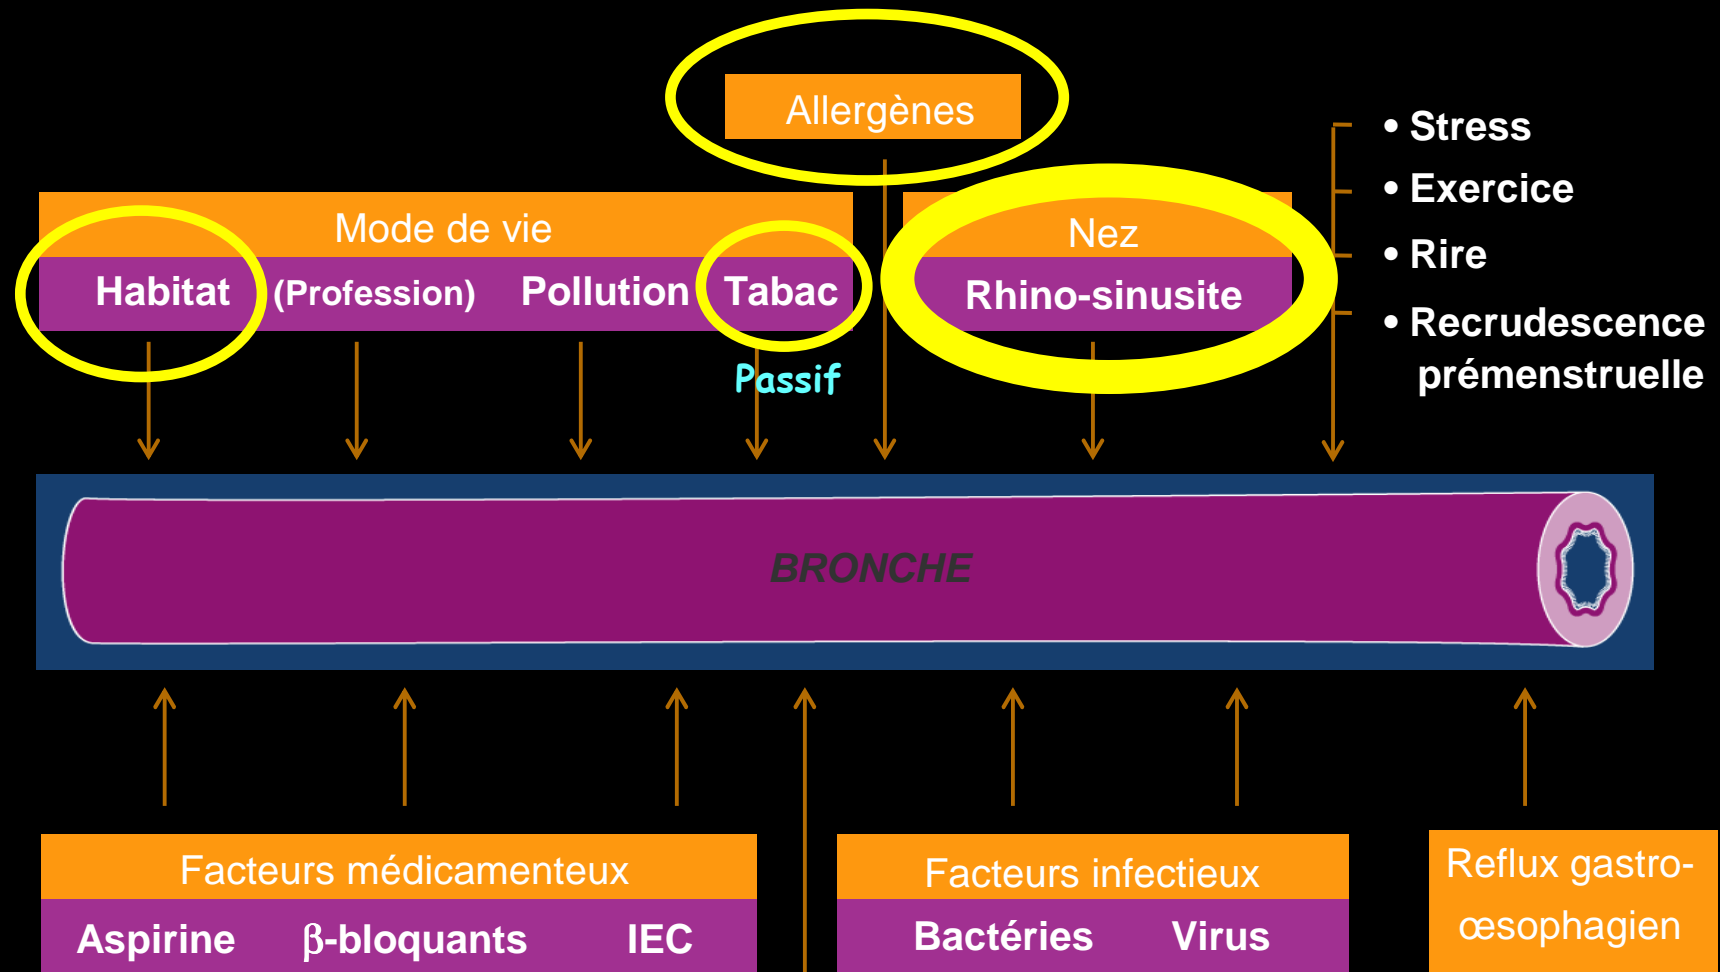 Allergènes
Mode de vie
Habitat (Profession) Pollution Tabac
Passif
Nez
Rhino-sinusite
• Stress
• Exercice
• Rire
• Recrudescence
prémenstruelle
BRONCHE
Facteurs médicamenteux
Aspirine β-bloquants IEC
Facteurs infectieux
Bactéries Virus
Reflux gastro-
œsophagien